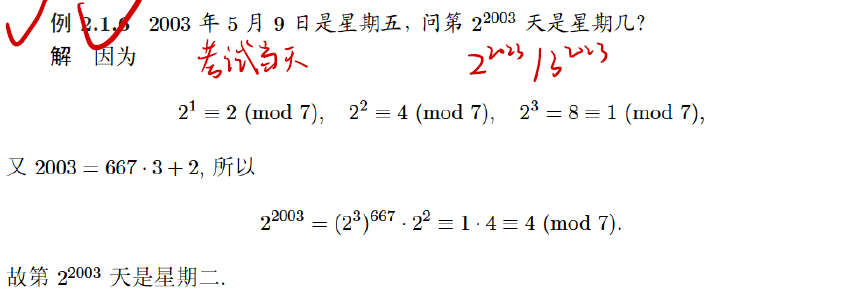 例 2.1.6 2003 年 5 月 9 日是星期五, 问第 2^2003 天是星期几?
解 因为 考试当天 2^2023 / 3^2023
2^1 ≡ 2 (mod 7), 2^2 ≡ 4 (mod 7), 2^3 = 8 ≡ 1 (mod 7),
又 2003 = 667 · 3 + 2, 所以
2^2003 = (2^3)^667 · 2^2 ≡ 1 · 4 ≡ 4 (mod 7).
故第 2^2003 天是星期二.